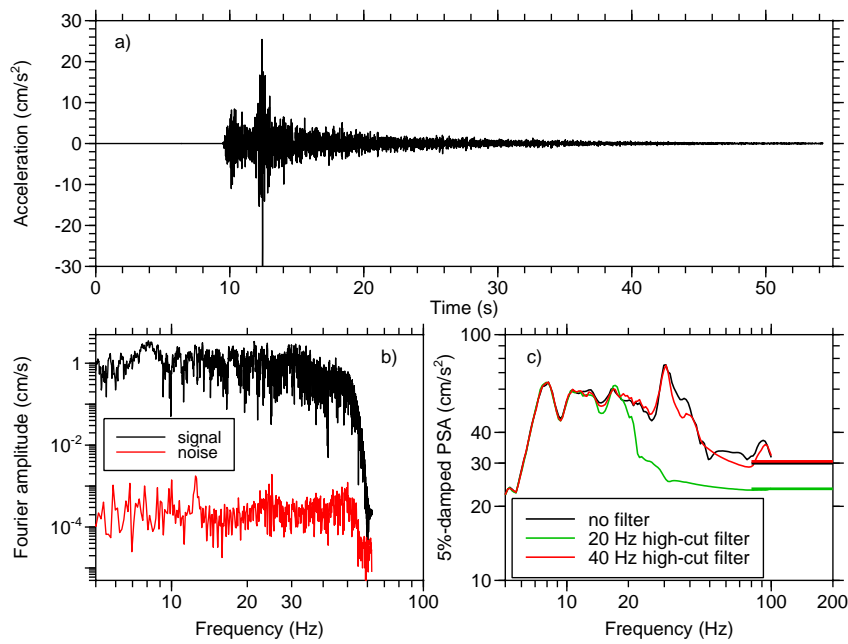 a)
30
20
10
0
-10
-20
-30
Acceleration (cm/s²)
0 10 20 30 40 50
Time (s)
b)
1
10⁻²
10⁻⁴
Fourier amplitude (cm/s)
signal
noise
10 20 30 100
Frequency (Hz)
c)
100
40
30
20
10
5%-damped PSA (cm/s²)
no filter
20 Hz high-cut filter
40 Hz high-cut filter
10 20 100 200
Frequency (Hz)